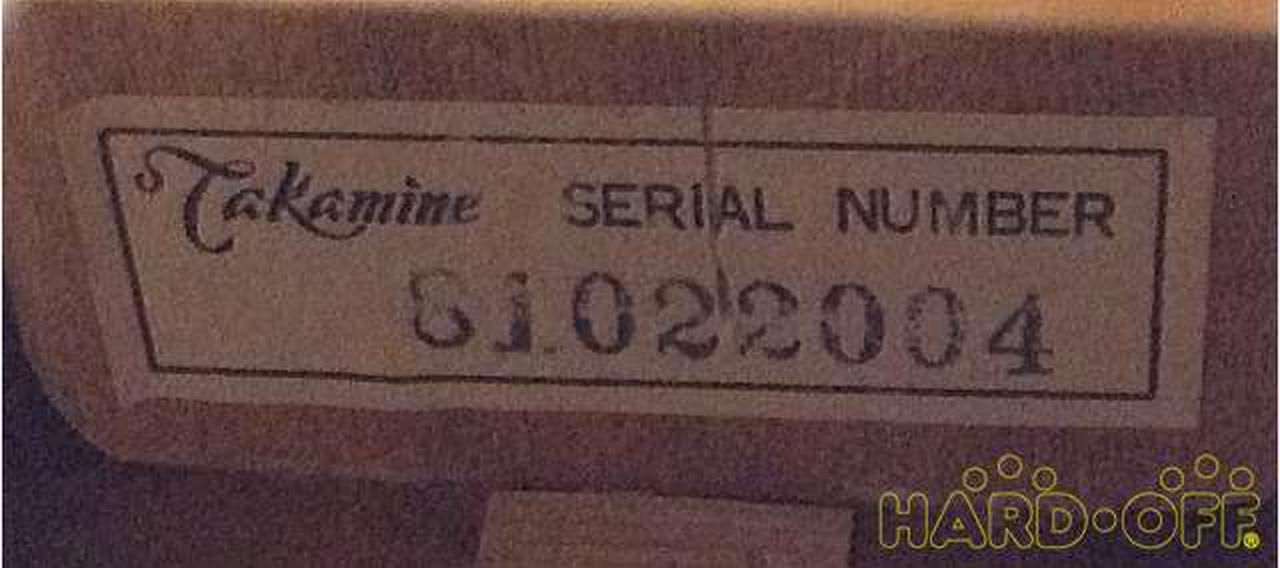 Takamine SERIAL NUMBER
81022004
HARD·OFF®